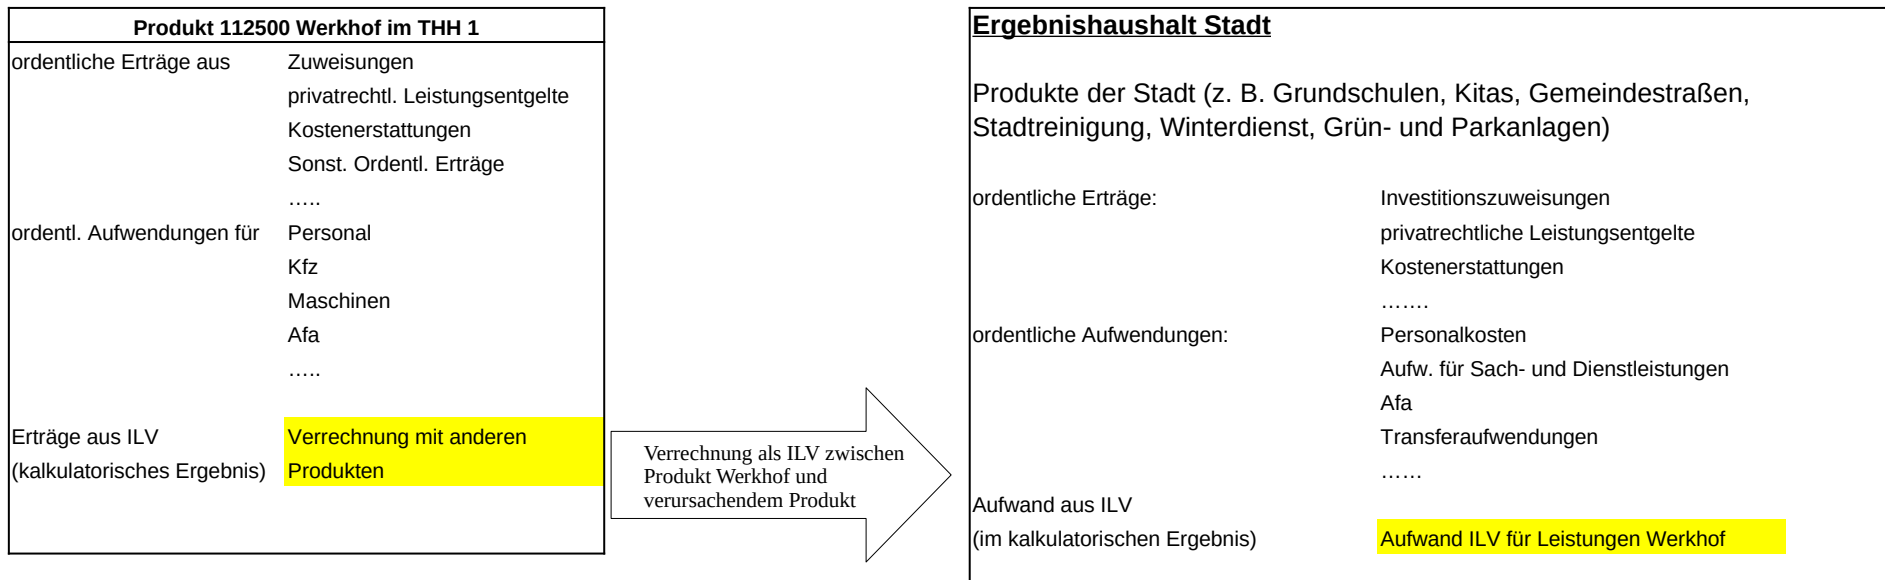 Produkt 112500 Werkhof im THH 1
ordentliche Erträge aus Zuweisungen
privatrechtl. Leistungsentgelte
Kostenerstattungen
Sonst. Ordentl. Erträge
…..
ordentl. Aufwendungen für Personal
Kfz
Maschinen
Afa
…..
Erträge aus ILV Verrechnung mit anderen
(kalkulatorisches Ergebnis) Produkten
Verrechnung als ILV zwischen
Produkt Werkhof und
verursachendem Produkt
Ergebnishaushalt Stadt
Produkte der Stadt (z. B. Grundschulen, Kitas, Gemeindestraßen,
Stadtreinigung, Winterdienst, Grün- und Parkanlagen)
ordentliche Erträge: Investitionszuweisungen
privatrechtliche Leistungsentgelte
Kostenerstattungen
…….
ordentliche Aufwendungen: Personalkosten
Aufw. für Sach- und Dienstleistungen
Afa
Transferaufwendungen
……
Aufwand aus ILV
(im kalkulatorischen Ergebnis) Aufwand ILV für Leistungen Werkhof